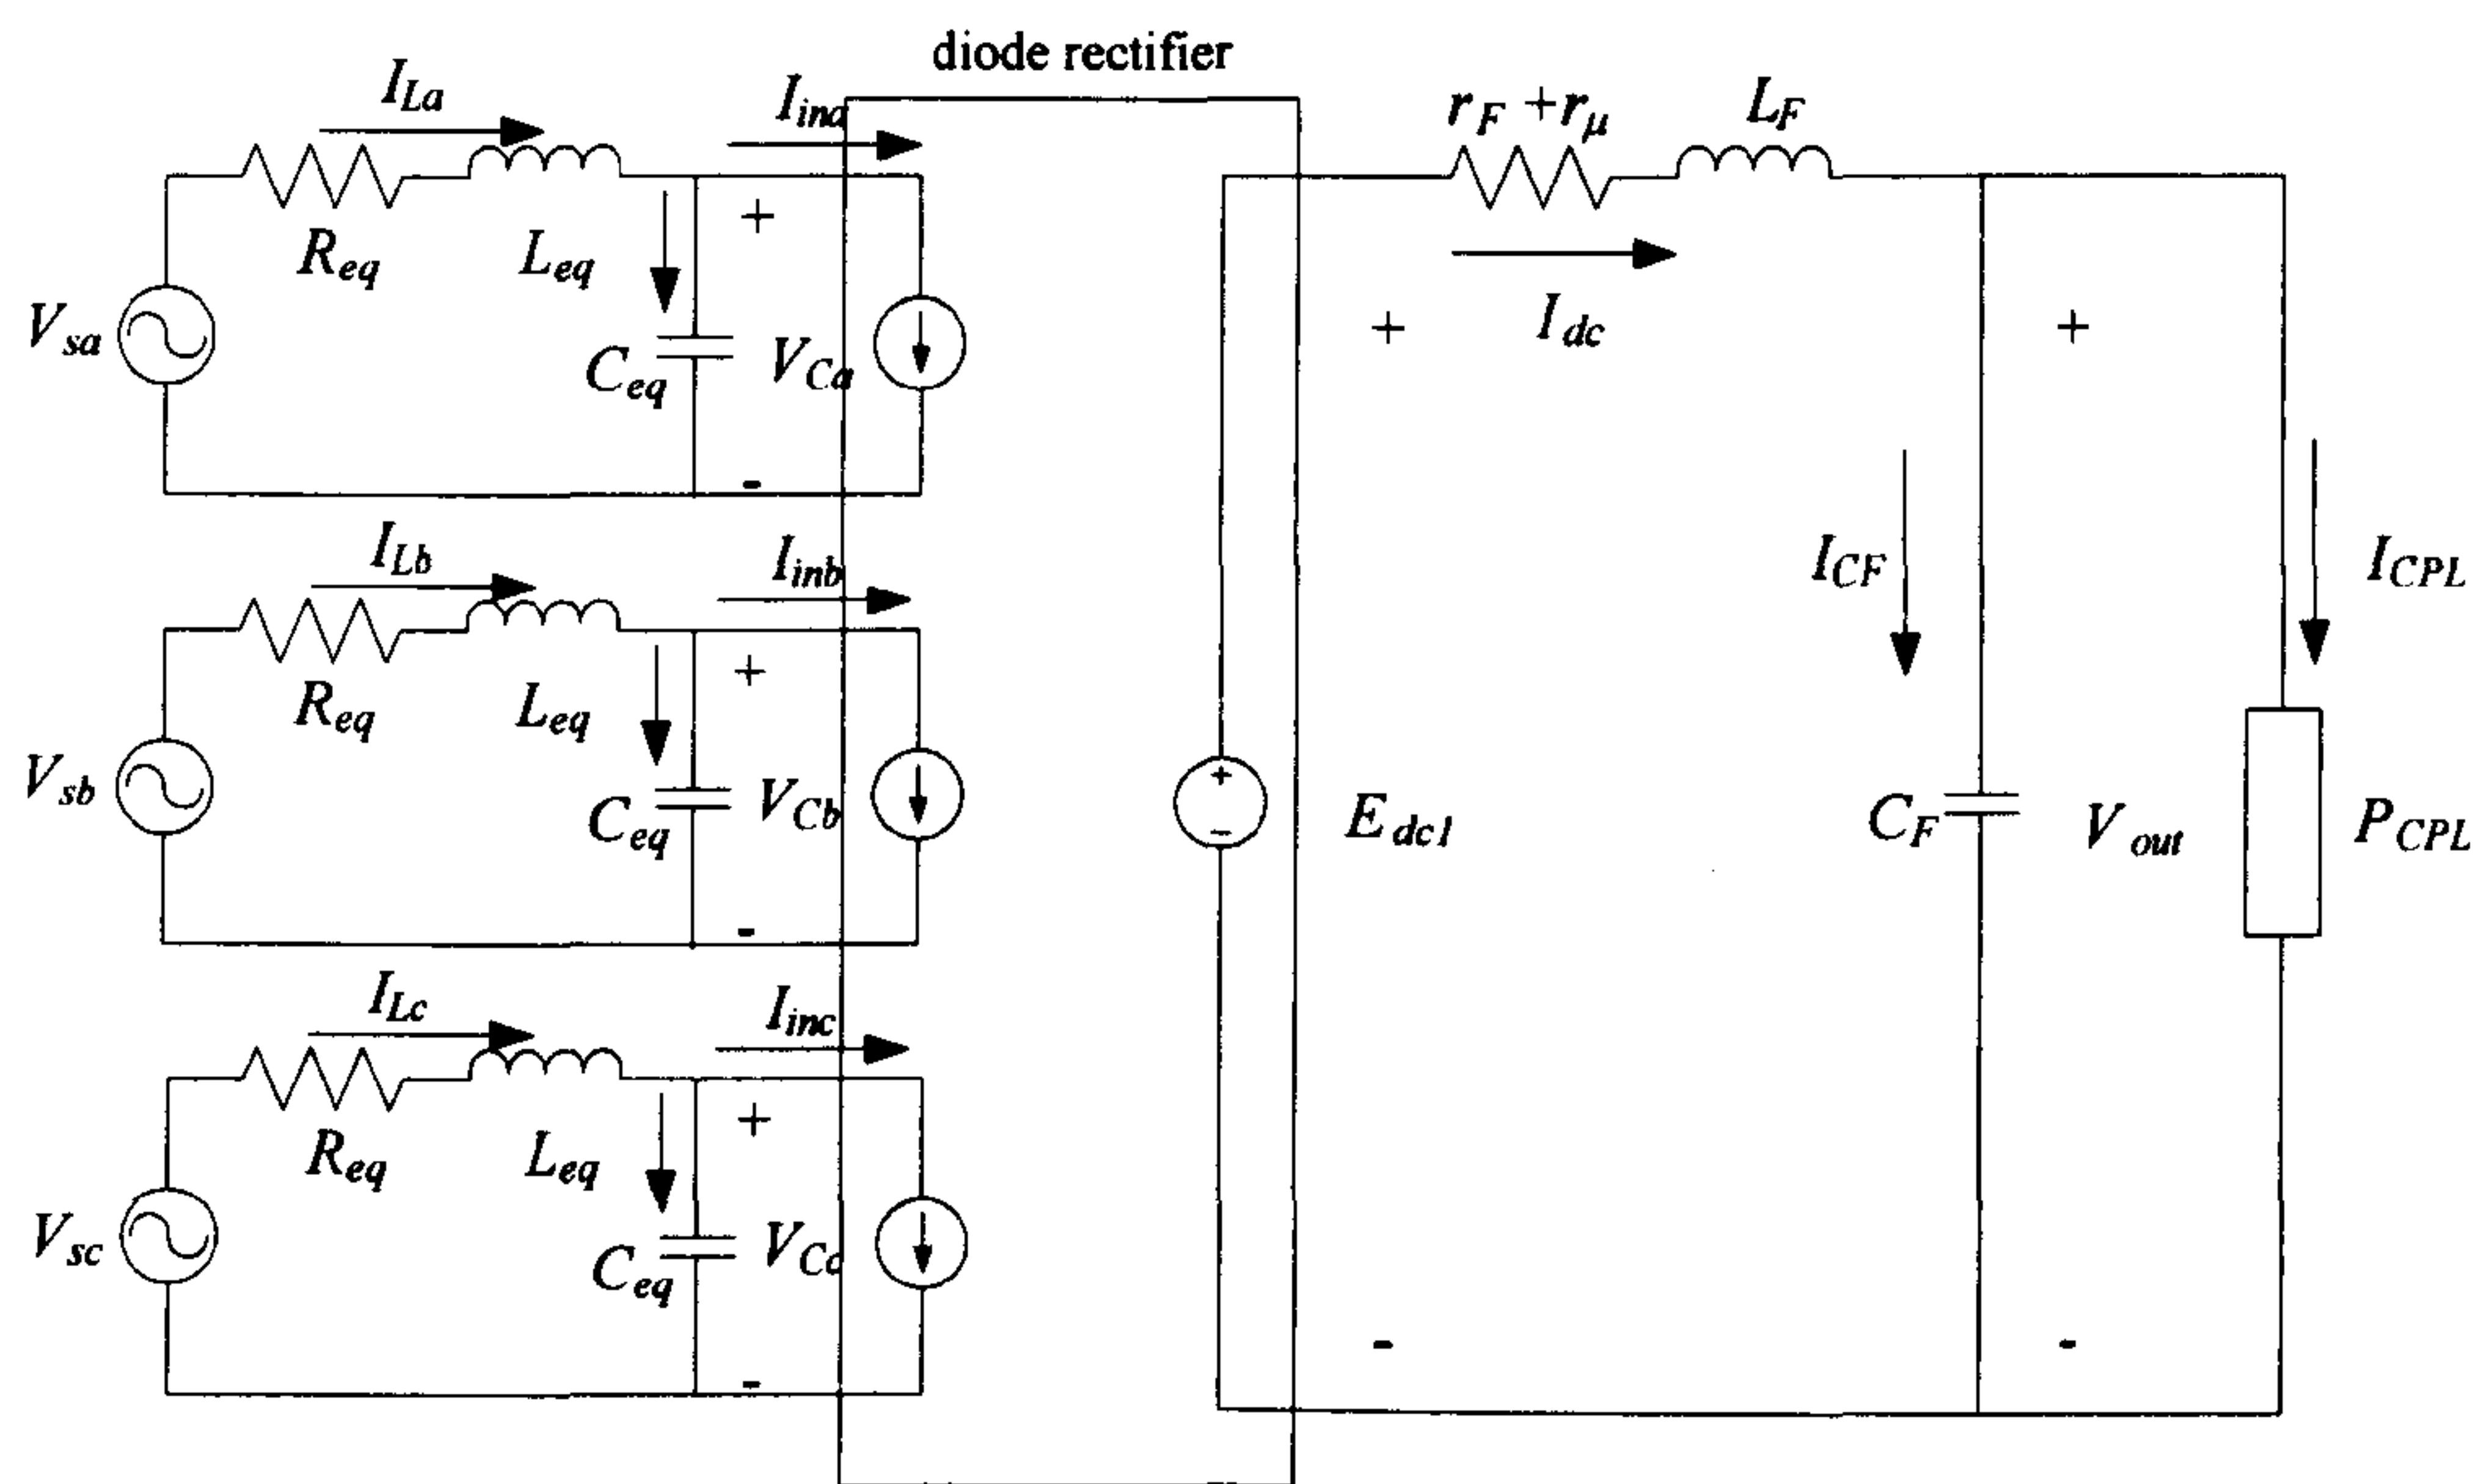 diode rectifier
I_La
I_ina
r_F + r_μ
L_F
+
R_eq
L_eq
V_sa
C_eq
V_Ca
+
I_dc
+
-
I_Lb
I_inb
I_CF
I_CPL
R_eq
L_eq
+
V_sb
C_eq
V_Cb
+
-
E_dc1
C_F
V_out
P_CPL
-
I_Lc
I_inc
R_eq
L_eq
+
V_sc
C_eq
V_Cc
-
-
-